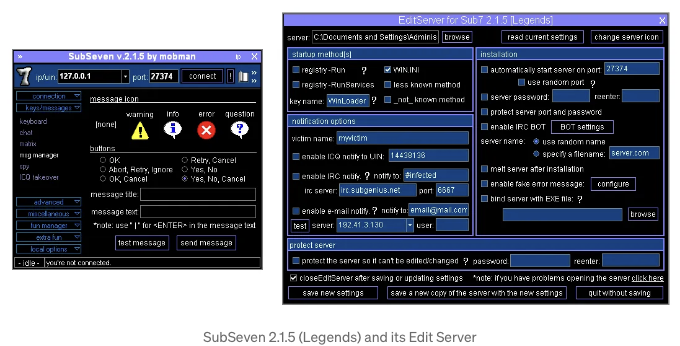 SubSeven v.2.1.5 by mobman
ip/uin 127.0.0.1 port: 27374 connect !
connection
keys/messages
keyboard
chat
matrix
msg manager
spy
ICQ takeover
advanced
miscellaneous
fun manager
extra fun
local options
message icon
warning info error question
[none]
buttons
OK Retry, Cancel
Abort, Retry, Ignore Yes, No
OK, Cancel Yes, No, Cancel
message title:
message text:
*note: use "|" for <ENTER> in the message text
test message send message
- idle - you're not connected.
EditServer for Sub7 2.1.5 [Legends]
server: C:\Documents and Settings\Adminis browse read current settings change server icon
startup method[s]
registry -Run ? WIN.INI
registry -RunServices less known method
key name: WinLoader ? _not_ known method
notification options
victim name: myvictim
enable ICQ notify to UIN: 14438136
enable IRC notify. ? notify to: #infected
irc server: irc.subgenius.net port: 6667
enable e-mail notify. ? notify to: email@mail.com
test server: 192.41.3.130 user:
installation
automatically start server on port: 27374
use random port ?
server password: reenter:
protect server port and password
enable IRC BOT BOT settings
server name: use random name
specify a filename: server.com
melt server after installation
enable fake error message: configure
bind server with EXE file: ?
browse
protect server
protect the server so it can't be edited/changed ? password reenter:
closeEditServer after saving or updating settings *note: if you have problems opening the server click here
save new settings save a new copy of the server with the new settings quit without saving
SubSeven 2.1.5 (Legends) and its Edit Server